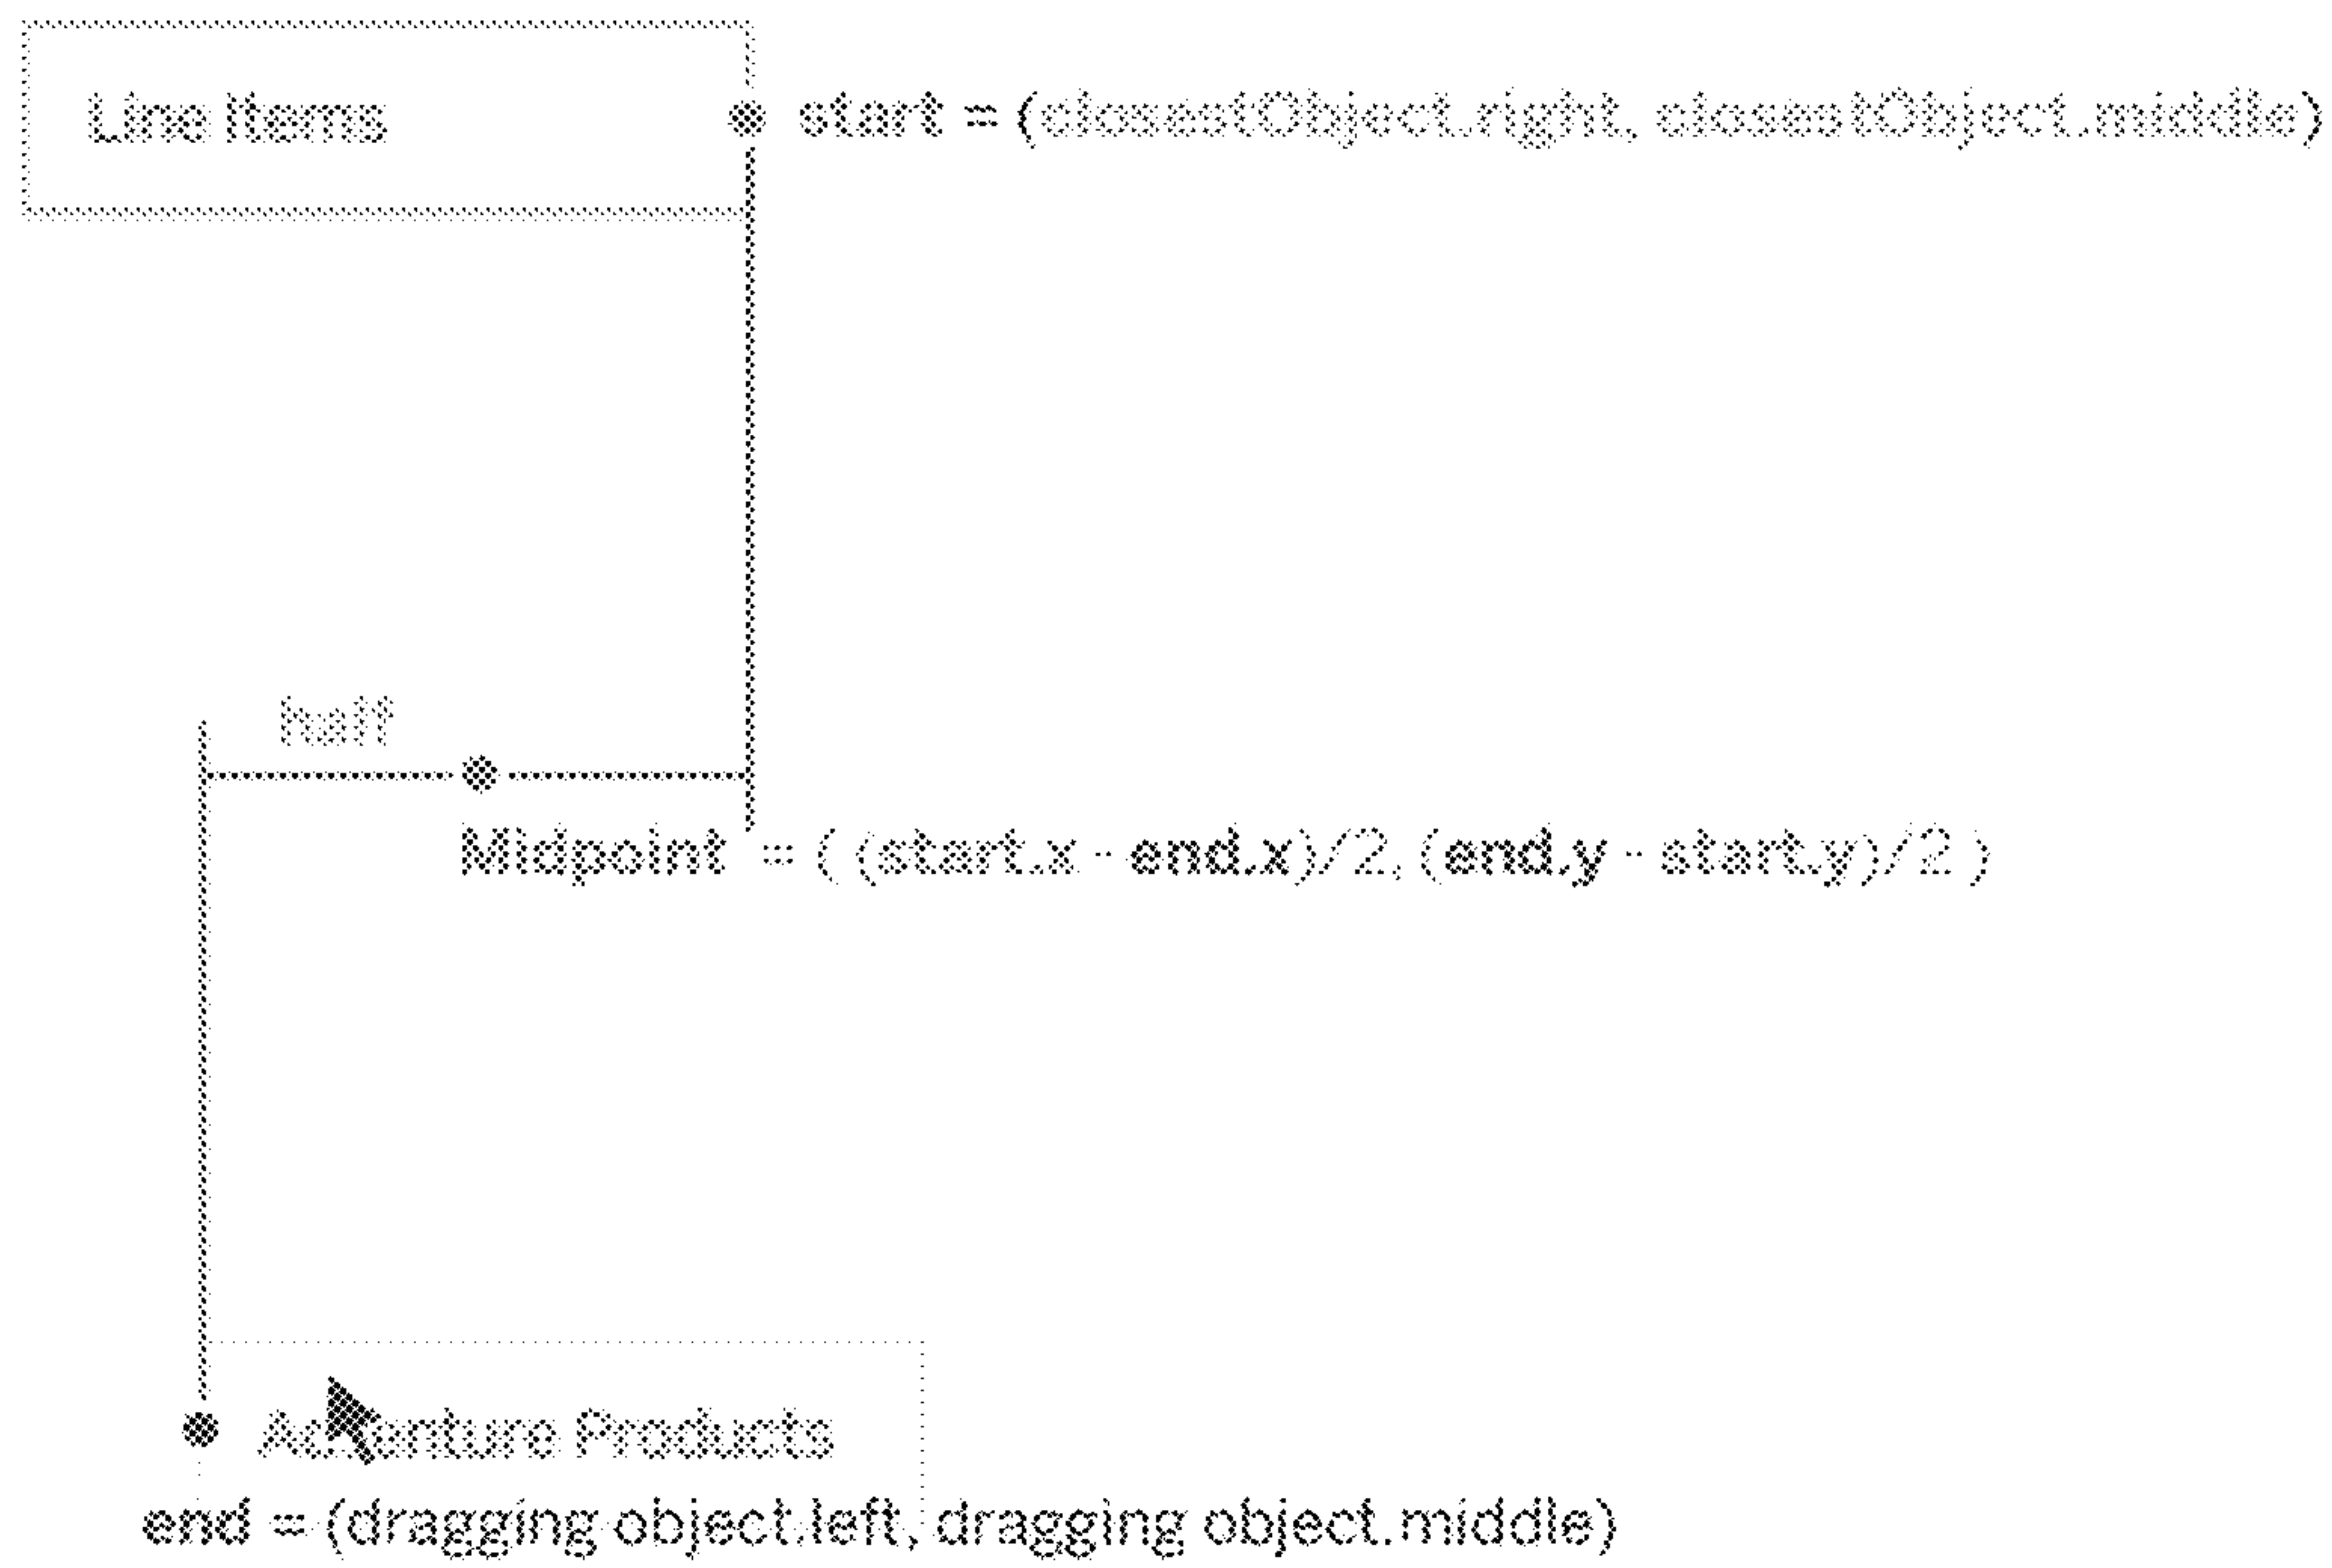 Line Items
start = (closestObject.right, closestObject.middle)
half
Midpoint = ( (start.x - end.x)/2, (end.y - start.y)/2 )
Products
end = (dragging object.left, dragging object.middle)